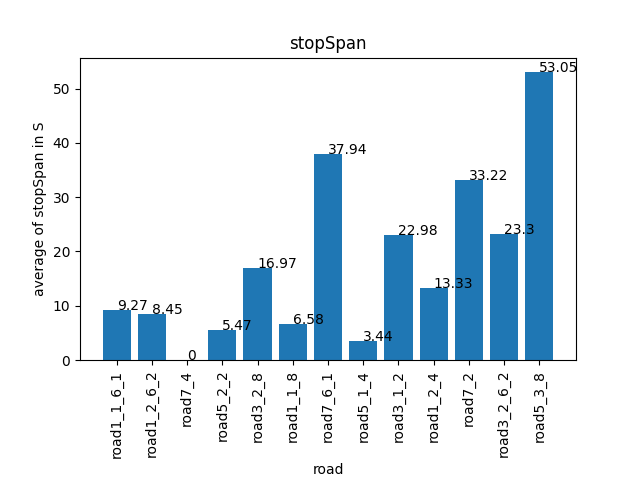 stopSpan
average of stopSpan in S
50
40
30
20
10
0
9.27
8.45
0
5.47
16.97
6.58
37.94
3.44
22.98
13.33
33.22
23.3
53.05
road1_1_6_1
road1_2_6_2
road7_4
road5_2_2
road3_2_8
road1_1_8
road7_6_1
road5_1_4
road3_1_2
road1_2_4
road7_2
road3_2_6_2
road5_3_8
road